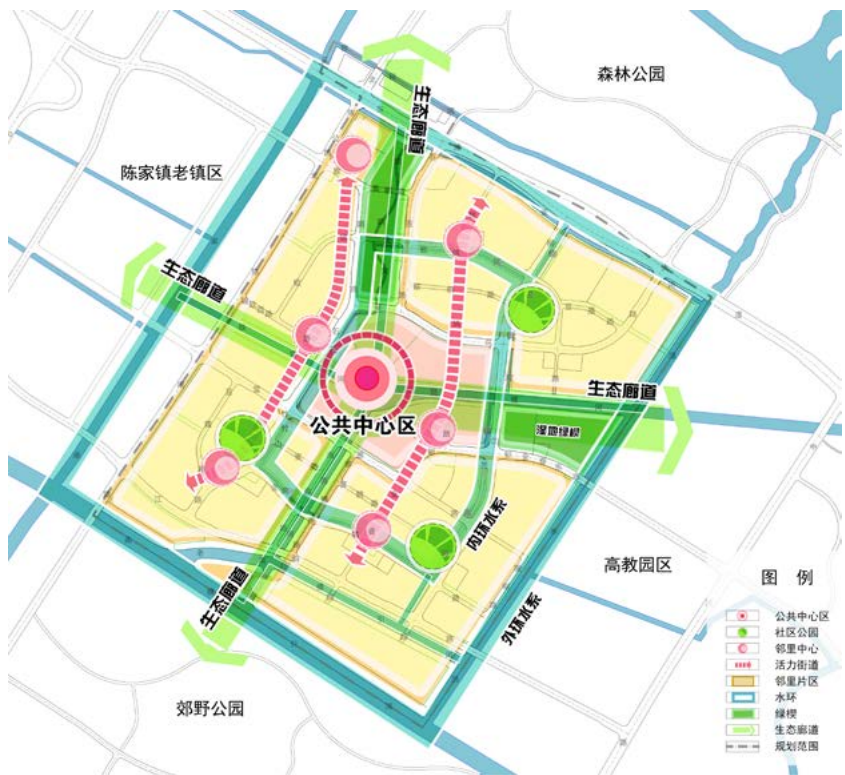 森林公园
生态廊道
陈家镇老镇区
生态廊道
生态廊道
公共中心区
湿地绿楔
内环水系
高教园区
生态廊道
外环水系
郊野公园
图 例
公共中心区
社区公园
邻里中心
活力街道
邻里片区
水环
绿楔
生态廊道
规划范围